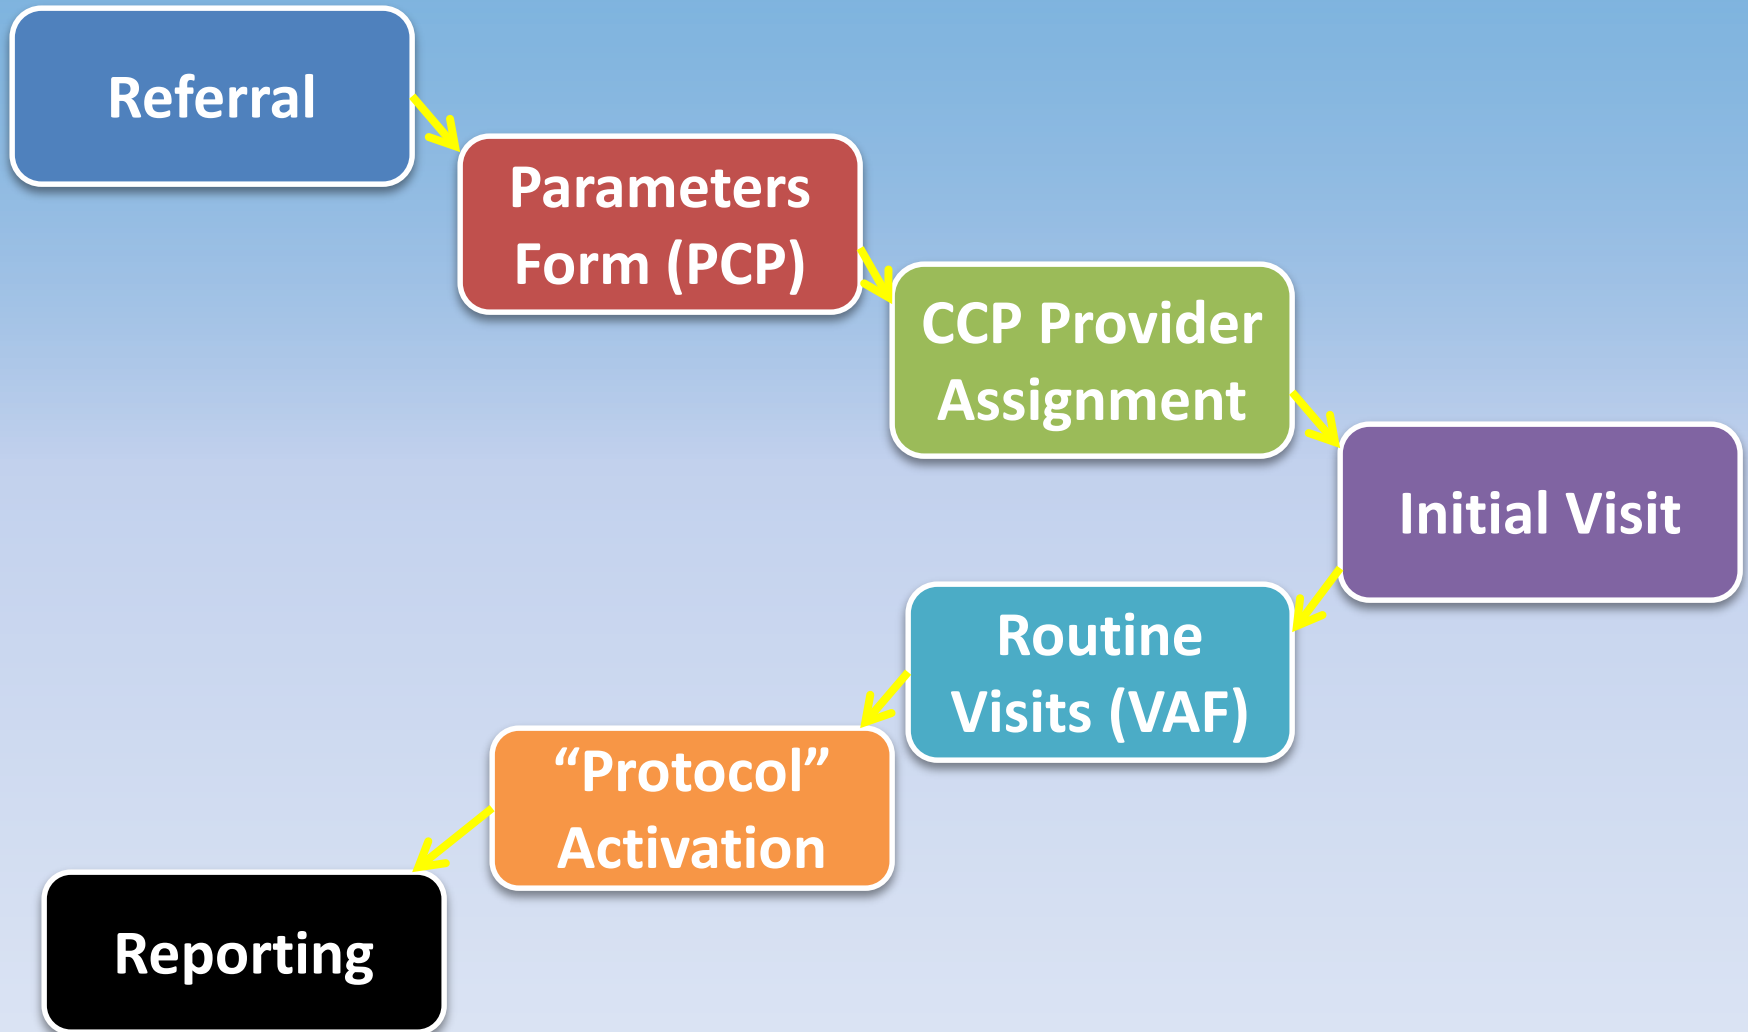 Referral
Parameters
Form (PCP)
CCP Provider
Assignment
Initial Visit
Routine
Visits (VAF)
“Protocol”
Activation
Reporting